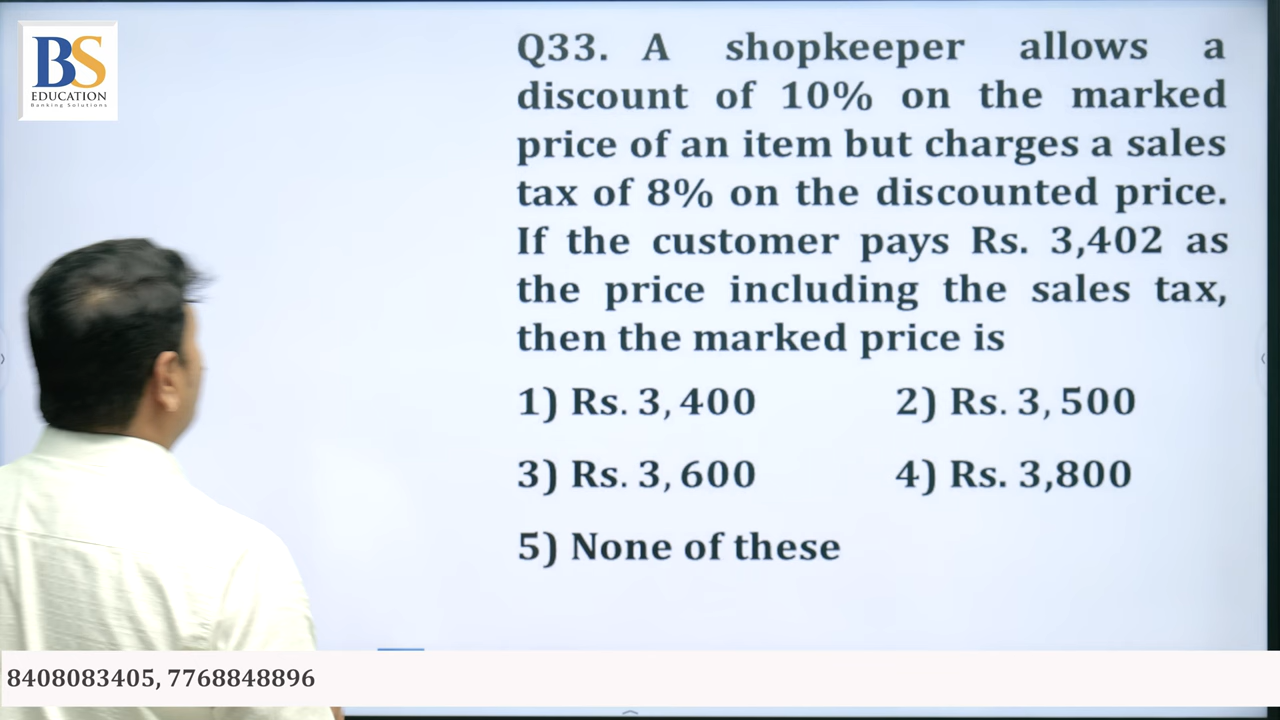 BS
EDUCATION
Banking Solutions
Q33. A shopkeeper allows a
discount of 10% on the marked
price of an item but charges a sales
tax of 8% on the discounted price.
If the customer pays Rs. 3,402 as
the price including the sales tax,
then the marked price is
1) Rs. 3,400 2) Rs. 3,500
3) Rs. 3,600 4) Rs. 3,800
5) None of these
8408083405, 7768848896